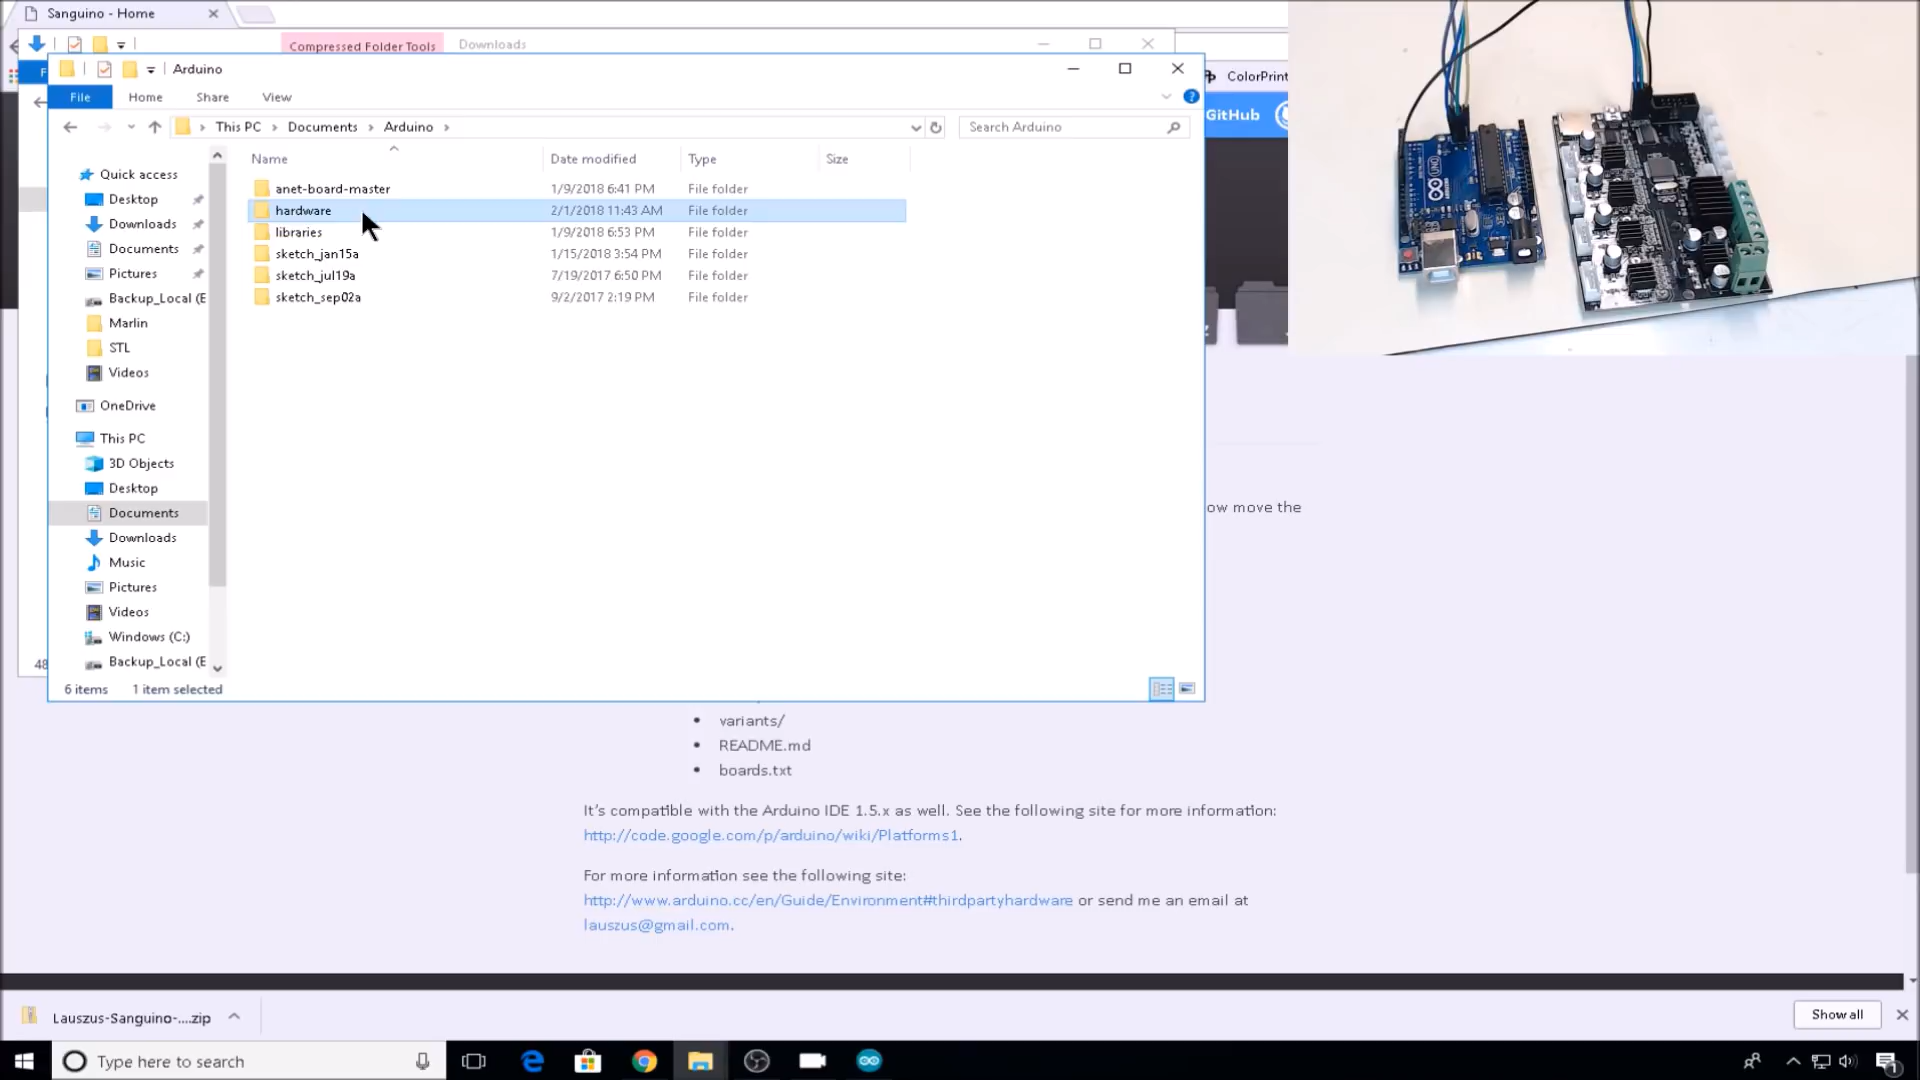 Sanguino - Home
Compressed Folder Tools
Downloads
Arduino
ColorPrint
File
Home
Share
View
GitHub
This PC
Documents
Arduino
Search Arduino
Name
Date modified
Type
Size
Quick access
Desktop
Downloads
Documents
Pictures
Backup_Local (E
Marlin
STL
Videos
OneDrive
This PC
3D Objects
Desktop
Documents
Downloads
Music
Pictures
Videos
Windows (C:)
Backup_Local (E
anet-board-master 1/9/2018 6:41 PM File folder
hardware 2/1/2018 11:43 AM File folder
libraries 1/9/2018 6:53 PM File folder
sketch_jan15a 1/15/2018 3:54 PM File folder
sketch_jul19a 7/19/2017 6:50 PM File folder
sketch_sep02a 9/2/2017 2:19 PM File folder
ARDUINO
UNO
ow move the
48
6 items 1 item selected
variants/
README.md
boards.txt
It's compatible with the Arduino IDE 1.5.x as well. See the following site for more information:
http://code.google.com/p/arduino/wiki/Platforms1.
For more information see the following site:
http://www.arduino.cc/en/Guide/Environment#thirdpartyhardware or send me an email at
lauszus@gmail.com.
Lauszus-Sanguino-....zip
Show all
Type here to search
1